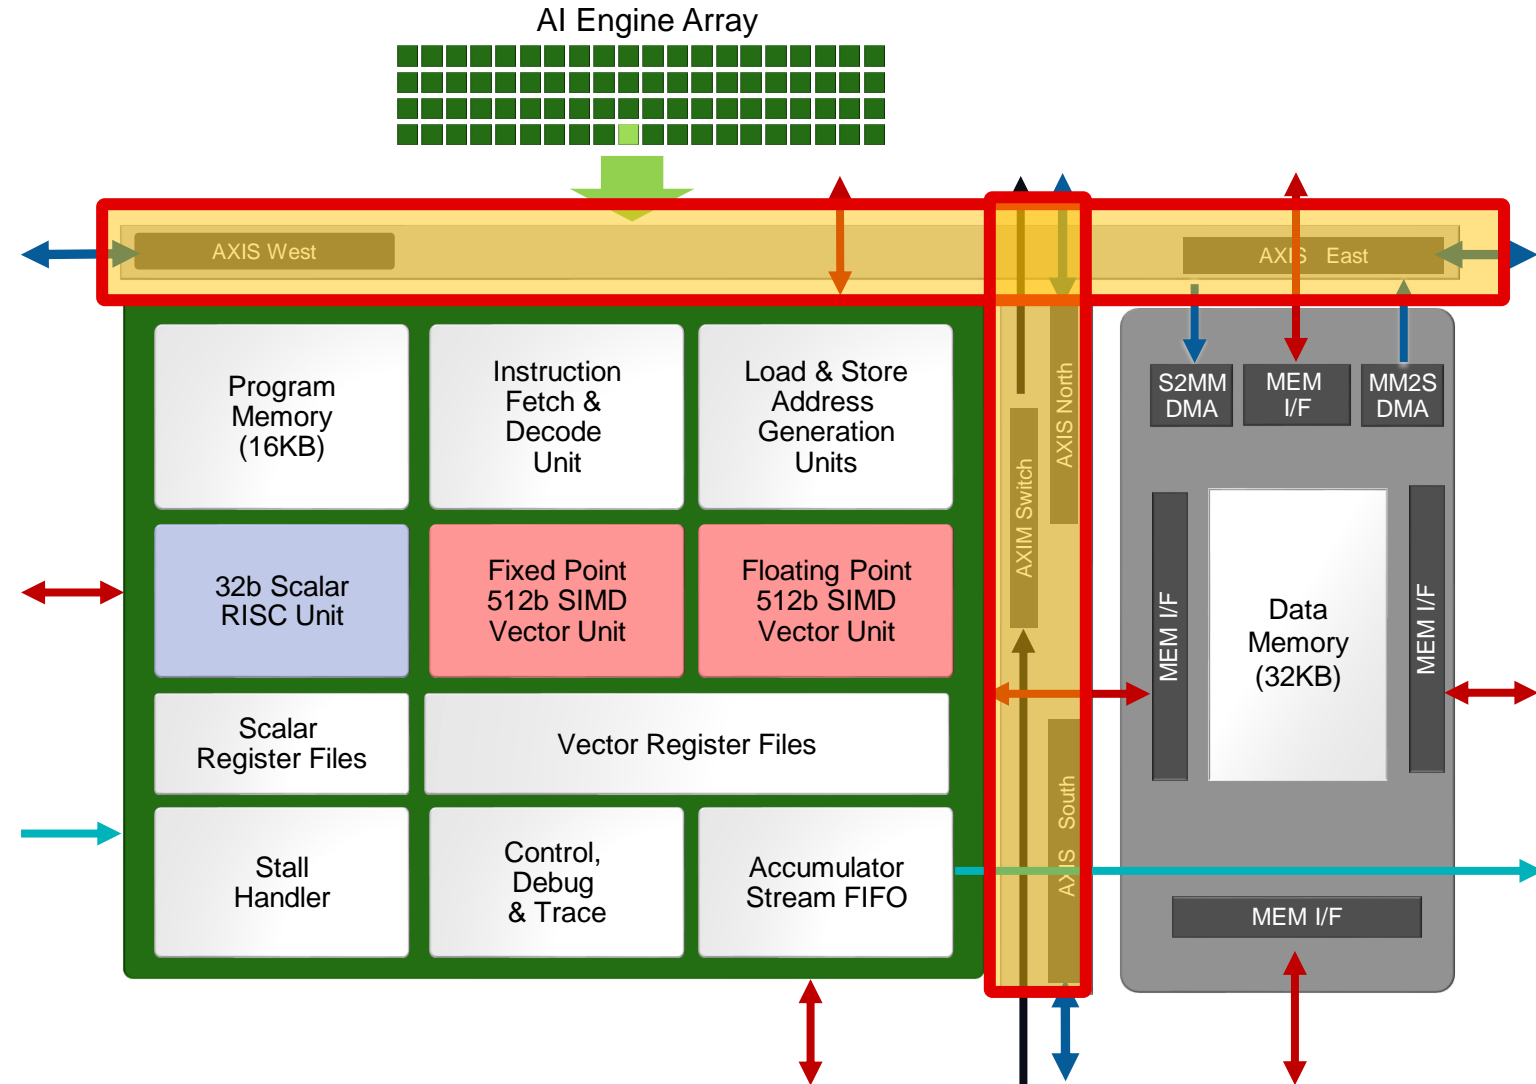 AI Engine Array
AXIS West
AXIS East
Program
Memory
(16KB)
Instruction
Fetch &
Decode
Unit
Load & Store
Address
Generation
Units
32b Scalar
RISC Unit
Fixed Point
512b SIMD
Vector Unit
Floating Point
512b SIMD
Vector Unit
Scalar
Register Files
Vector Register Files
Stall
Handler
Control,
Debug
& Trace
Accumulator
Stream FIFO
AXIM Switch
AXIS North
AXIS South
S2MM
DMA
MEM
I/F
MM2S
DMA
MEM I/F
Data
Memory
(32KB)
MEM I/F
MEM I/F